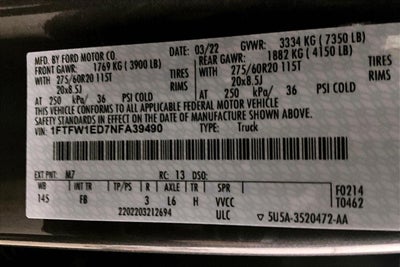 MFD. BY FORD MOTOR CO. DATE: 03/22 GVWR: 3334 KG (7350 LB)
FRONT GAWR: 1769 KG (3900 LB) REAR GAWR: 1882 KG (4150 LB)
WITH 275/60R20 115T TIRES WITH 275/60R20 115T TIRES
20x8.5J RIMS 20x8.5J RIMS
AT 250 kPa/ 36 PSI COLD AT 250 kPa/ 36 PSI COLD
THIS VEHICLE CONFORMS TO ALL APPLICABLE FEDERAL MOTOR VEHICLE
SAFETY STANDARDS IN EFFECT ON THE DATE OF MANUFACTURE SHOWN ABOVE.
VIN: 1FTFW1ED7NFA39490 TYPE: Truck
EXT PNT: M7 RC: 13 DSO:
WB INT TR TP/PS R AXLE TR SPR F0214
145 FB 3 L6 H VVCC T0462
2202203212694 ULC 5U5A-3520472-AA